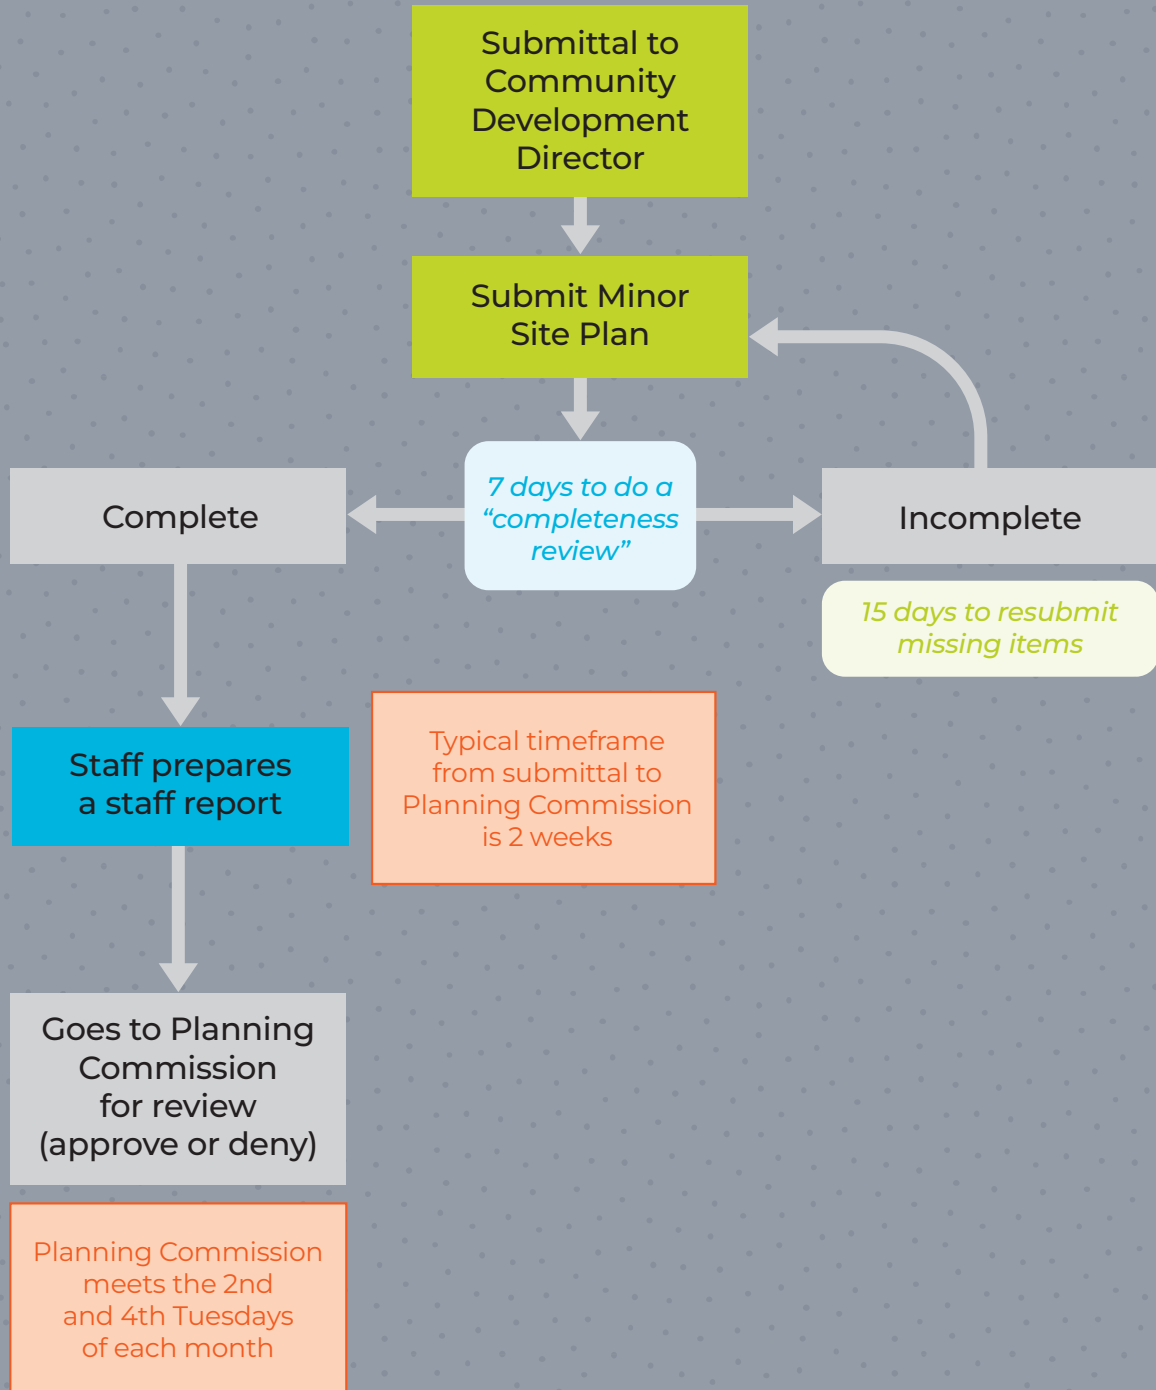 Submittal to
Community
Development
Director
Submit Minor
Site Plan
7 days to do a
“completeness
review”
Complete
Incomplete
15 days to resubmit
missing items
Staff prepares
a staff report
Typical timeframe
from submittal to
Planning Commission
is 2 weeks
Goes to Planning
Commission
for review
(approve or deny)
Planning Commission
meets the 2nd
and 4th Tuesdays
of each month